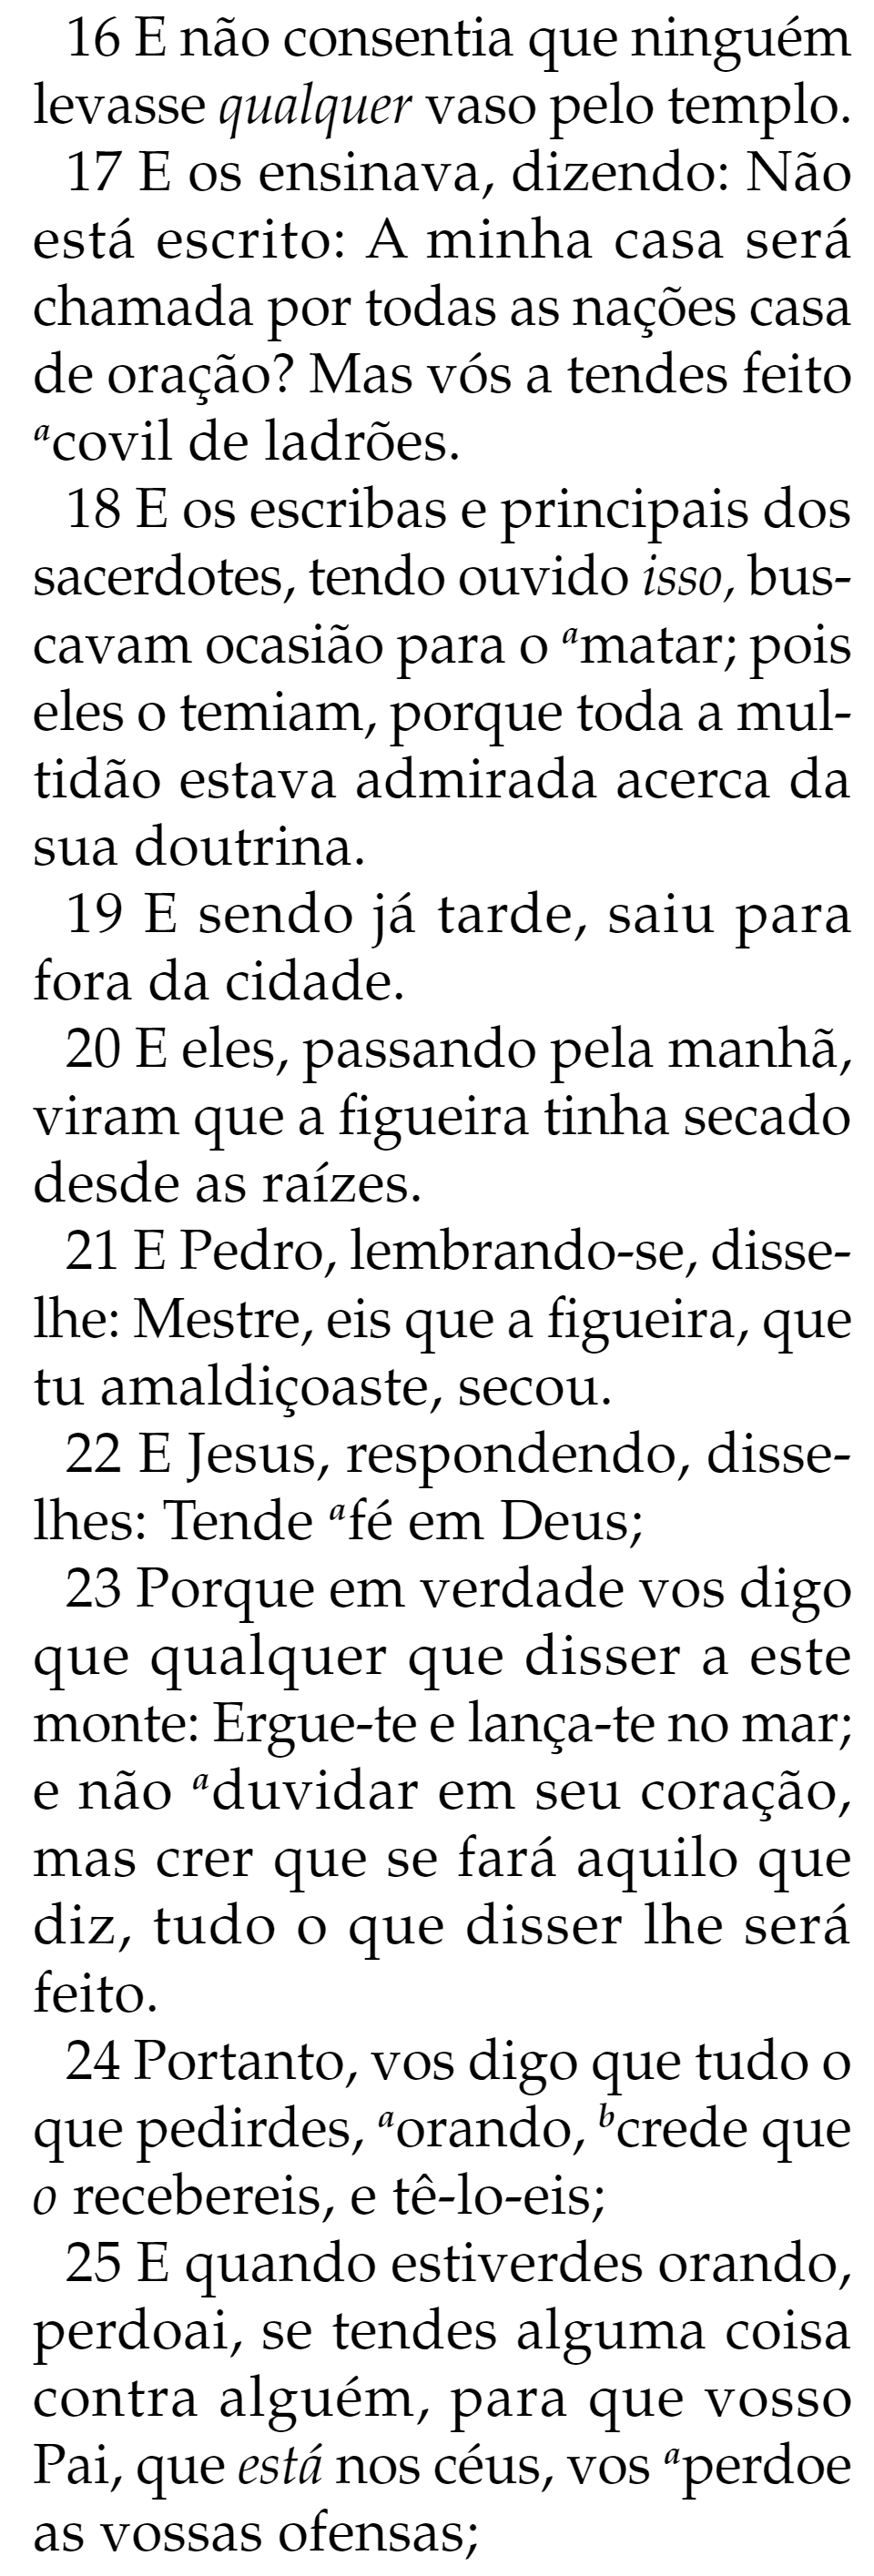 16 E não consentia que ninguém
levasse qualquer vaso pelo templo.
17 E os ensinava, dizendo: Não
está escrito: A minha casa será
chamada por todas as nações casa
de oração? Mas vós a tendes feito
ᵃcovil de ladrões.
18 E os escribas e principais dos
sacerdotes, tendo ouvido isso, bus-
cavam ocasião para o ᵃmatar; pois
eles o temiam, porque toda a mul-
tidão estava admirada acerca da
sua doutrina.
19 E sendo já tarde, saiu para
fora da cidade.
20 E eles, passando pela manhã,
viram que a figueira tinha secado
desde as raízes.
21 E Pedro, lembrando-se, disse-
lhe: Mestre, eis que a figueira, que
tu amaldiçoaste, secou.
22 E Jesus, respondendo, disse-
lhes: Tende ᵃfé em Deus;
23 Porque em verdade vos digo
que qualquer que disser a este
monte: Ergue-te e lança-te no mar;
e não ᵃduvidar em seu coração,
mas crer que se fará aquilo que
diz, tudo o que disser lhe será
feito.
24 Portanto, vos digo que tudo o
que pedirdes, ᵃorando, ᵇcrede que
o recebereis, e tê-lo-eis;
25 E quando estiverdes orando,
perdoai, se tendes alguma coisa
contra alguém, para que vosso
Pai, que está nos céus, vos ᵃperdoe
as vossas ofensas;